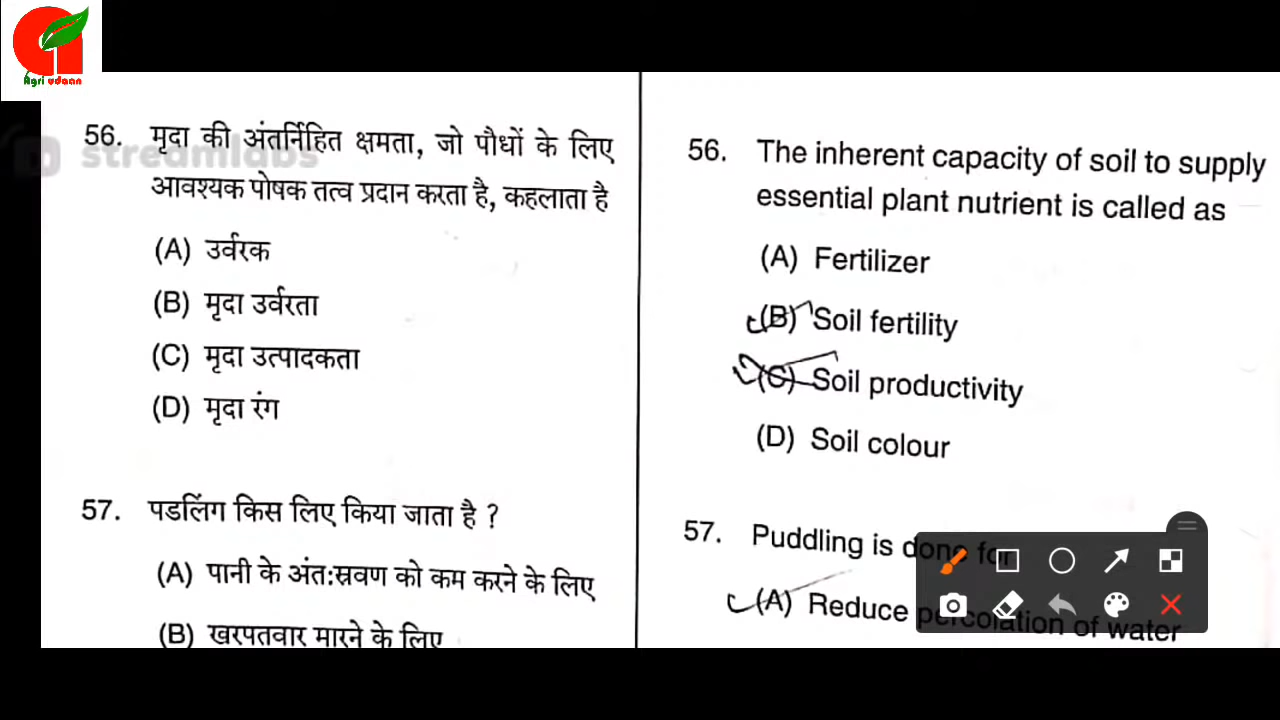 Agri udaan
streamlabs
56. मृदा की अंतर्निहित क्षमता, जो पौधों के लिए
आवश्यक पोषक तत्व प्रदान करता है, कहलाता है
(A) उर्वरक
(B) मृदा उर्वरता
(C) मृदा उत्पादकता
(D) मृदा रंग
57. पडलिंग किस लिए किया जाता है ?
(A) पानी के अंतःस्रवण को कम करने के लिए
(B) खरपतवार मारने के लिए
56. The inherent capacity of soil to supply
essential plant nutrient is called as
(A) Fertilizer
(B) Soil fertility
(C) Soil productivity
(D) Soil colour
57. Puddling is done for
(A) Reduce percolation of water